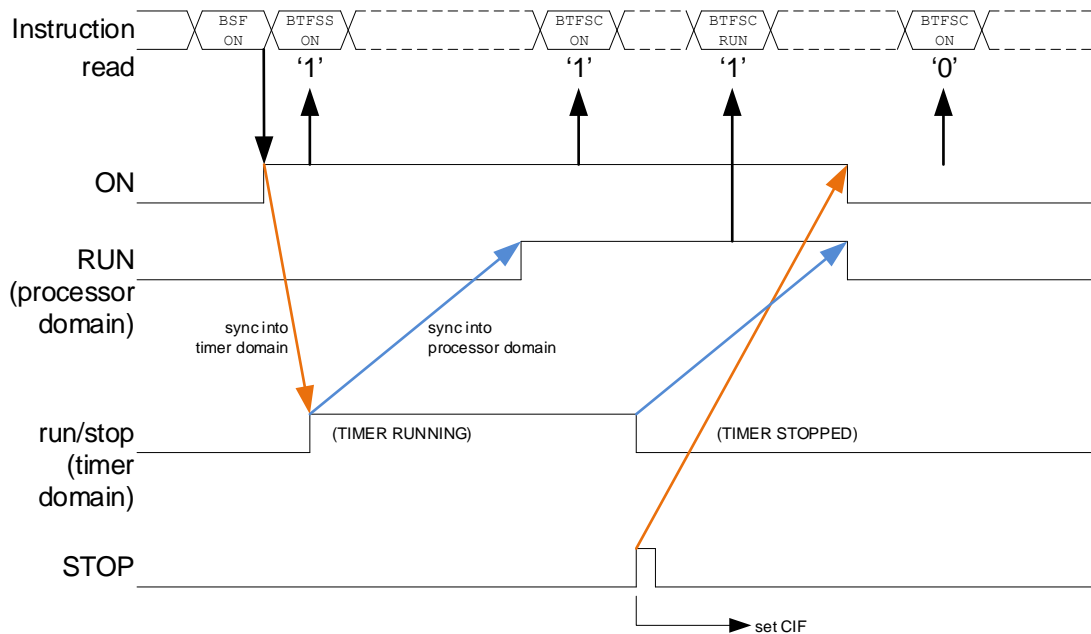 Instruction
BSF
ON
BTFSS
ON
BTFSC
ON
BTFSC
RUN
BTFSC
ON
read
‘1’
‘1’
‘1’
‘0’
ON
RUN
(processor
domain)
sync into
timer domain
sync into
processor domain
run/stop
(timer
domain)
(TIMER RUNNING)
(TIMER STOPPED)
STOP
set CIF